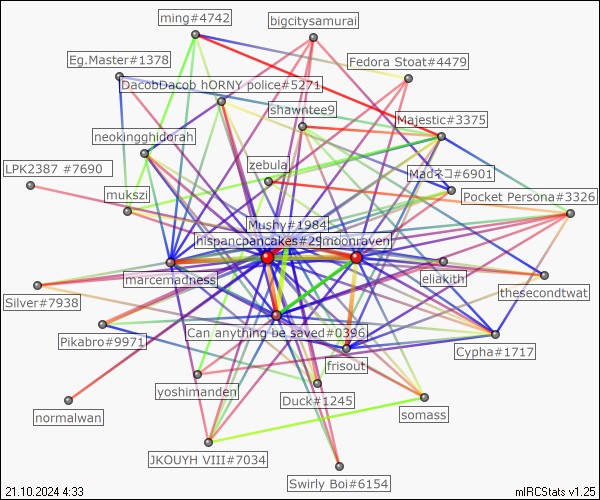 ming#4742
bigcitysamurai
Eg.Master#1378
Fedora Stoat#4479
DacobDacob hORNY police#5271
shawntee9
Majestic#3375
neokingghidorah
zebula
LPK2387 #7690
Madネコ#6901
mukszi
Pocket Persona#3326
Mushy#1984
hispancpancakes#29
moonraven
marcemadness
eliakith
thesecondtwat
Silver#7938
Can anything be saved#0396
Pikabro#9971
Cypha#1717
frisout
yoshimanden
Duck#1245
normalwan
somass
JKOUYH VIII#7034
Swirly Boi#6154
21.10.2024 4:33
mIRCStats v1.25